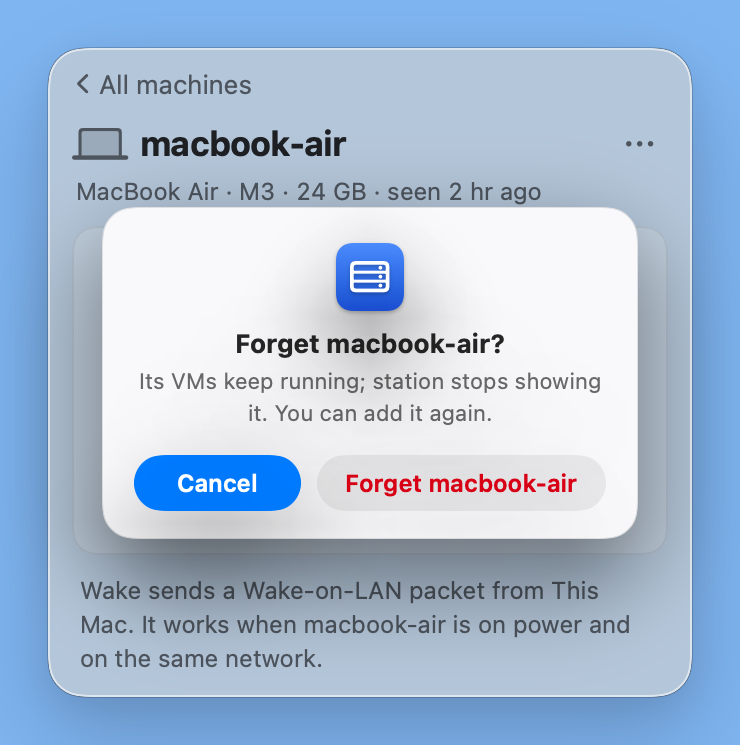 All machines
macbook-air
MacBook Air · M3 · 24 GB · seen 2 hr ago
Forget macbook-air?
Its VMs keep running; station stops showing
it. You can add it again.
Cancel
Forget macbook-air
Wake sends a Wake-on-LAN packet from This
Mac. It works when macbook-air is on power and
on the same network.